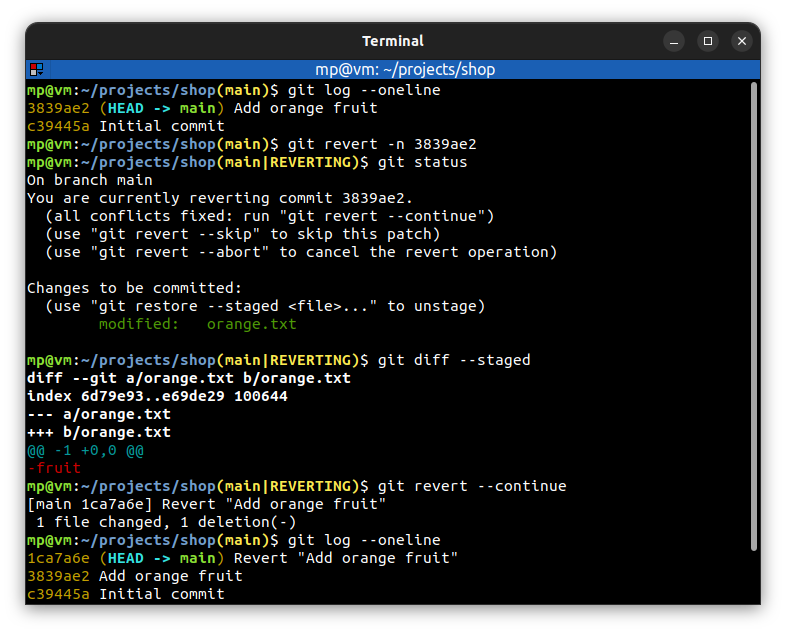 Terminal
mp@vm: ~/projects/shop
mp@vm:~/projects/shop(main)$ git log --oneline
3839ae2 (HEAD -> main) Add orange fruit
c39445a Initial commit
mp@vm:~/projects/shop(main)$ git revert -n 3839ae2
mp@vm:~/projects/shop(main|REVERTING)$ git status
On branch main
You are currently reverting commit 3839ae2.
  (all conflicts fixed: run "git revert --continue")
  (use "git revert --skip" to skip this patch)
  (use "git revert --abort" to cancel the revert operation)

Changes to be committed:
  (use "git restore --staged <file>..." to unstage)
        modified:   orange.txt

mp@vm:~/projects/shop(main|REVERTING)$ git diff --staged
diff --git a/orange.txt b/orange.txt
index 6d79e93..e69de29 100644
--- a/orange.txt
+++ b/orange.txt
@@ -1 +0,0 @@
-fruit
mp@vm:~/projects/shop(main|REVERTING)$ git revert --continue
[main 1ca7a6e] Revert "Add orange fruit"
 1 file changed, 1 deletion(-)
mp@vm:~/projects/shop(main)$ git log --oneline
1ca7a6e (HEAD -> main) Revert "Add orange fruit"
3839ae2 Add orange fruit
c39445a Initial commit